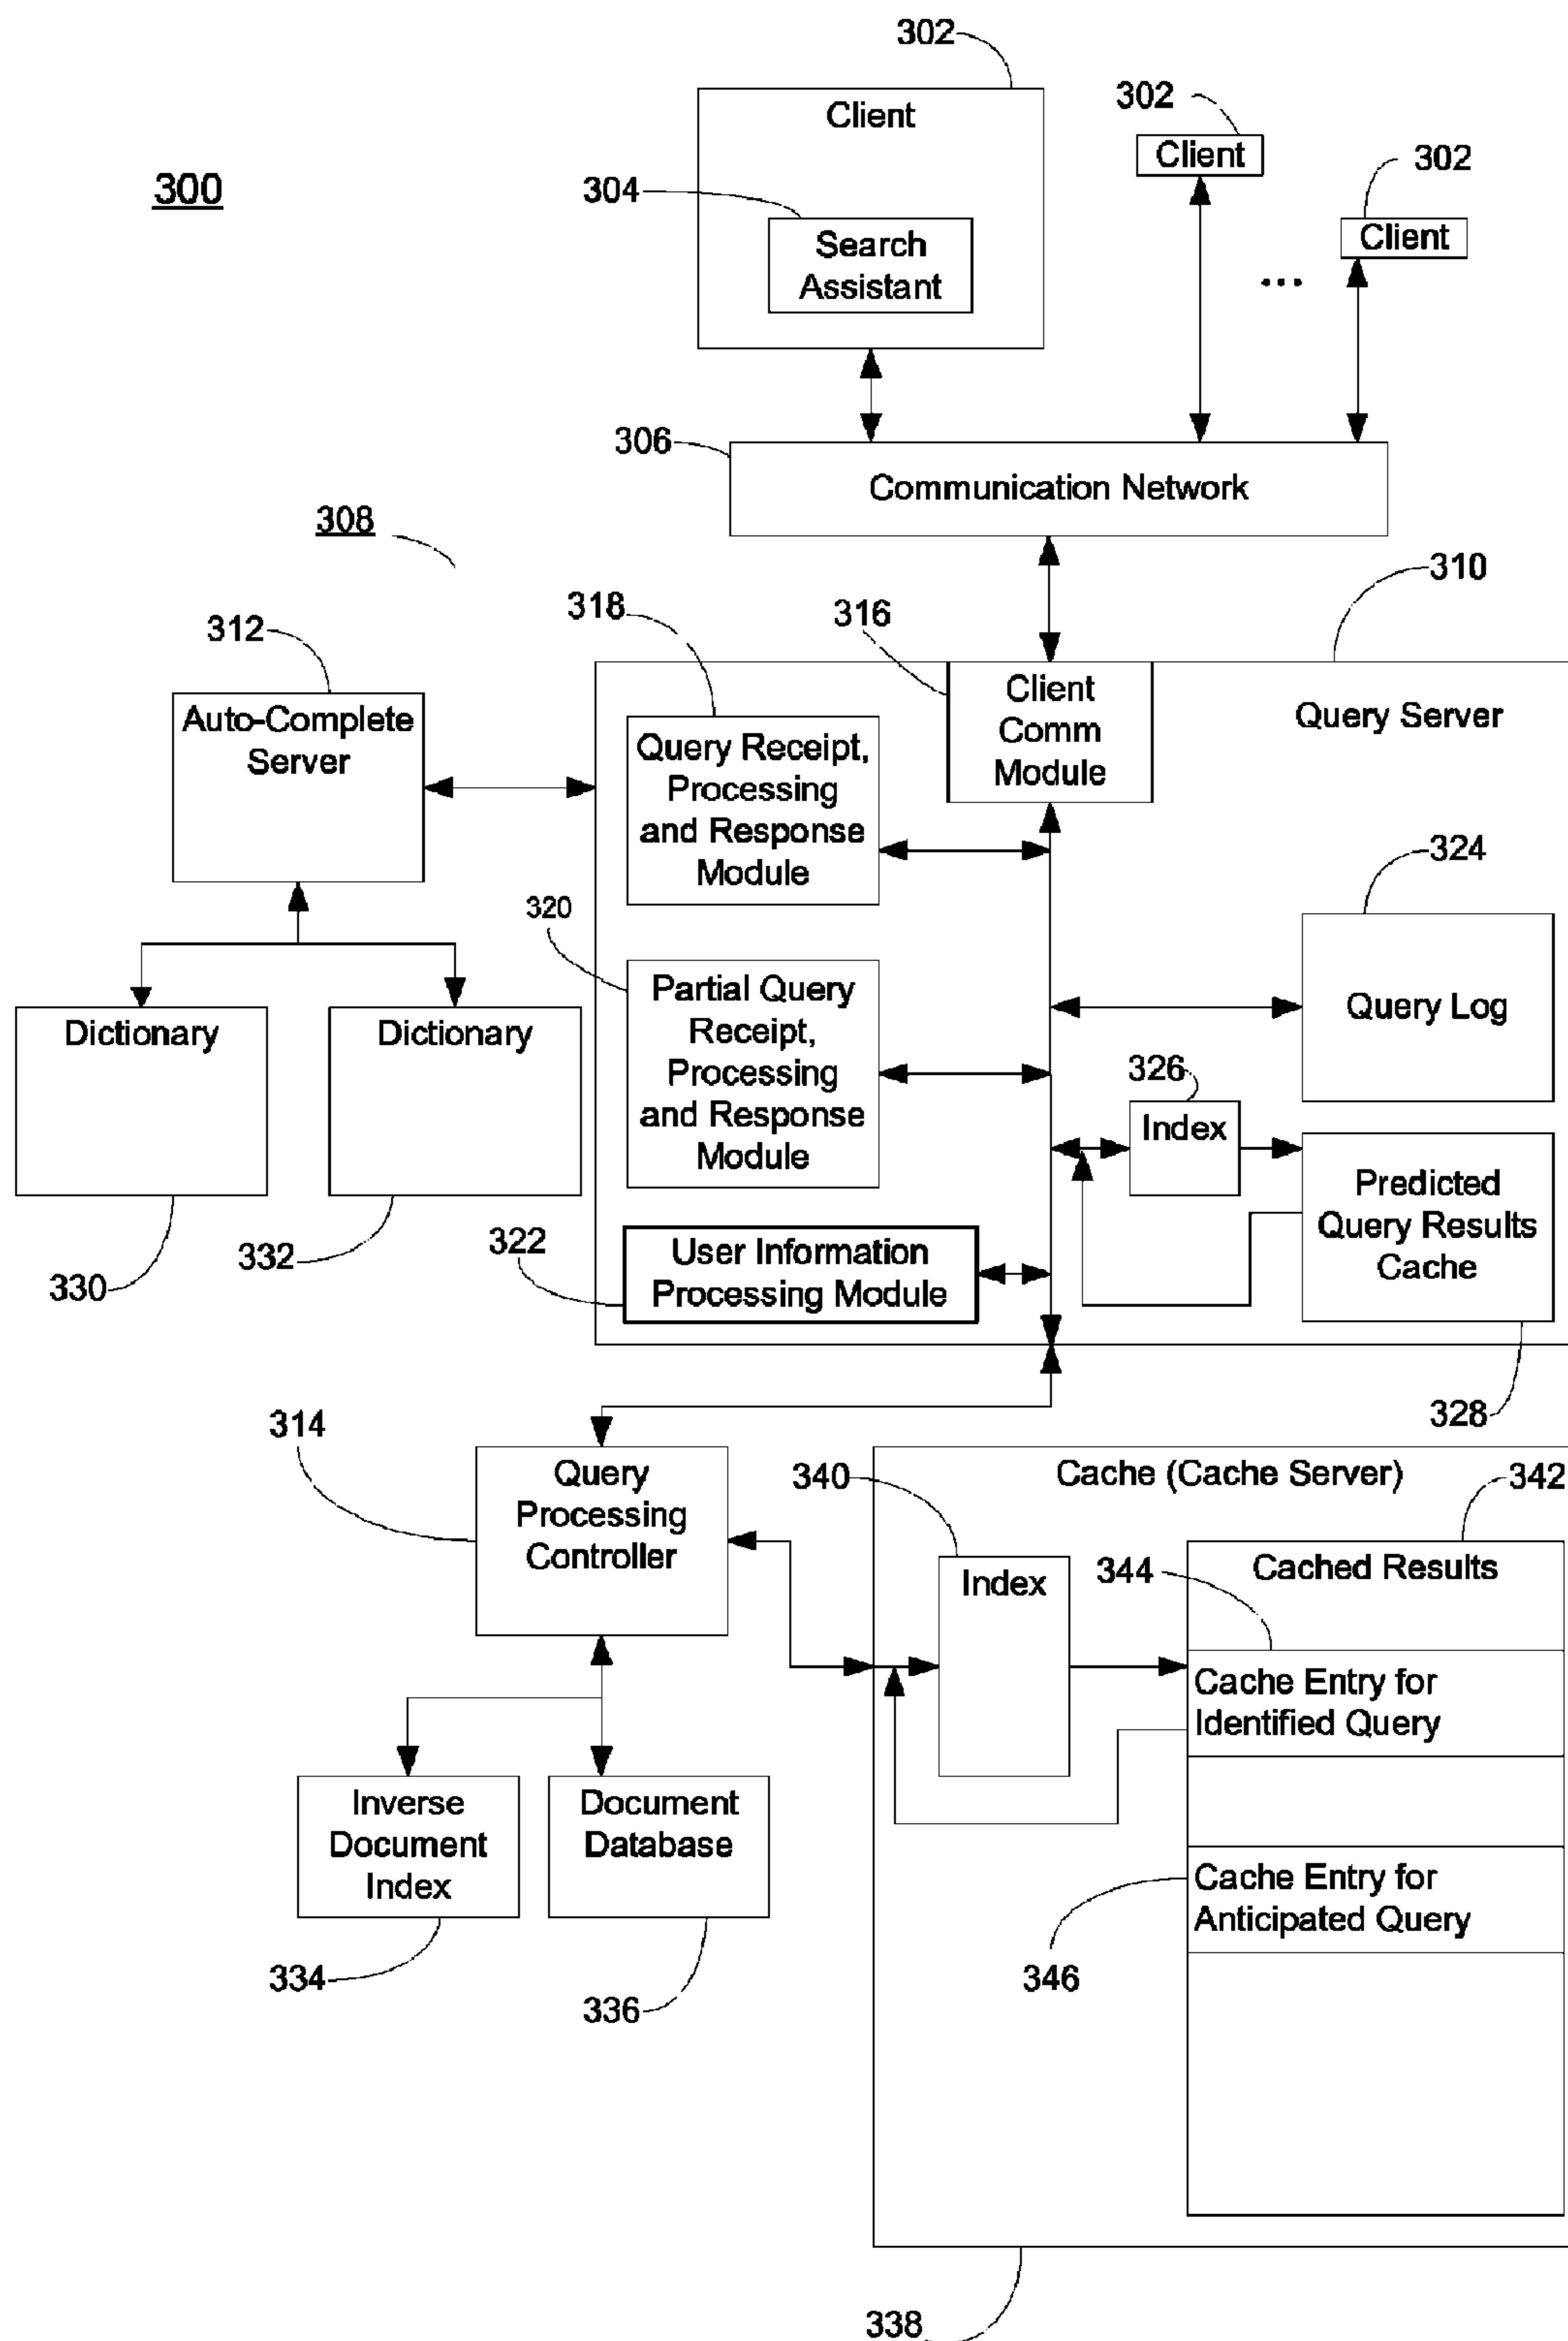 302
Client
302
Client
302
Client
300
304
Search
Assistant
...
306
Communication Network
308
310
312
318
316
Auto-Complete
Server
Client
Comm
Module
Query Server
Query Receipt,
Processing
and Response
Module
324
320
Partial Query
Receipt,
Processing
and Response
Module
Query Log
Dictionary
Dictionary
326
Index
Predicted
Query Results
Cache
322
User Information
Processing Module
332
330
328
314
Query
Processing
Controller
340
Cache (Cache Server)
342
Index
344
Cached Results
Cache Entry for
Identified Query
Inverse
Document
Index
Document
Database
Cache Entry for
Anticipated Query
334
336
346
338